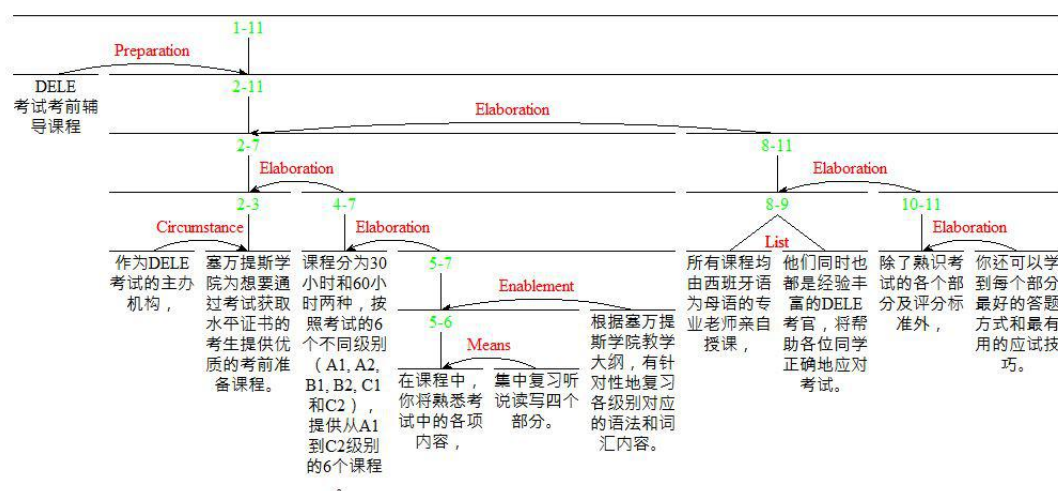 1-11
Preparation
DELE
考试考前辅
导课程
2-11
Elaboration
2-7
8-11
Elaboration
Elaboration
2-3
4-7
8-9
10-11
Circumstance
Elaboration
List
Elaboration
作为DELE
考试的主办
机构，
塞万提斯学
院为想要通
过考试获取
水平证书的
考生提供优
质的考前准
备课程。
课程分为30
小时和60小
时两种，按
照考试的6
个不同级别
（A1, A2,
B1, B2, C1
和C2），
提供从A1
到C2级别
的6个课程
。
5-7
Enablement
5-6
Means
在课程中，
你将熟悉考
试中的各项
内容，
集中复习听
说读写四个
部分。
根据塞万提
斯学院教学
大纲，有针
对性地复习
各级别对应
的语法和词
汇内容。
所有课程均
由西班牙语
为母语的专
业老师亲自
授课，
他们同时也
都是经验丰
富的DELE
考官，将帮
助各位同学
正确地应对
考试。
除了熟识考
试的各个部
分及评分标
准外，
你还可以学
到每个部分
最好的答题
方式和最有
用的应试技
巧。